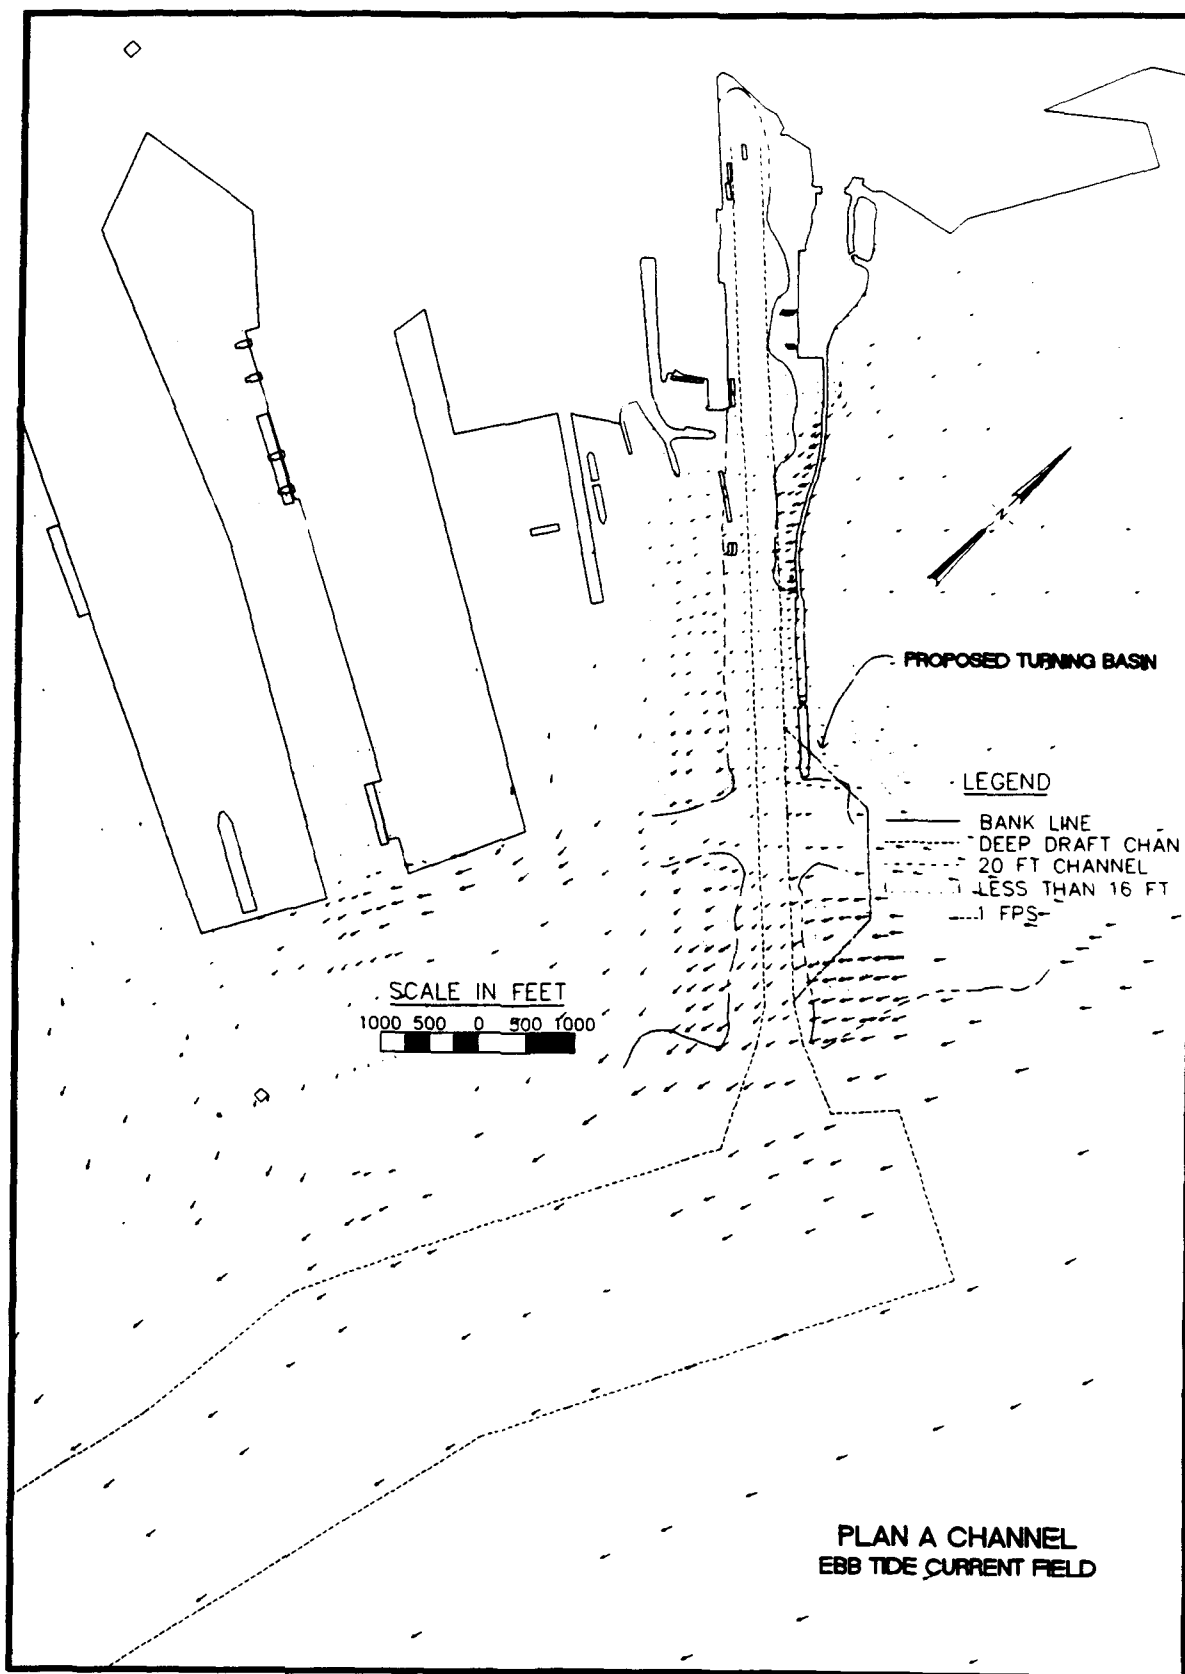 N
PROPOSED TURNING BASIN
LEGEND
BANK LINE
DEEP DRAFT CHAN
20 FT CHANNEL
LESS THAN 16 FT
1 FPS
SCALE IN FEET
1000 500 0 500 1000
PLAN A CHANNEL
EBB TIDE CURRENT FIELD